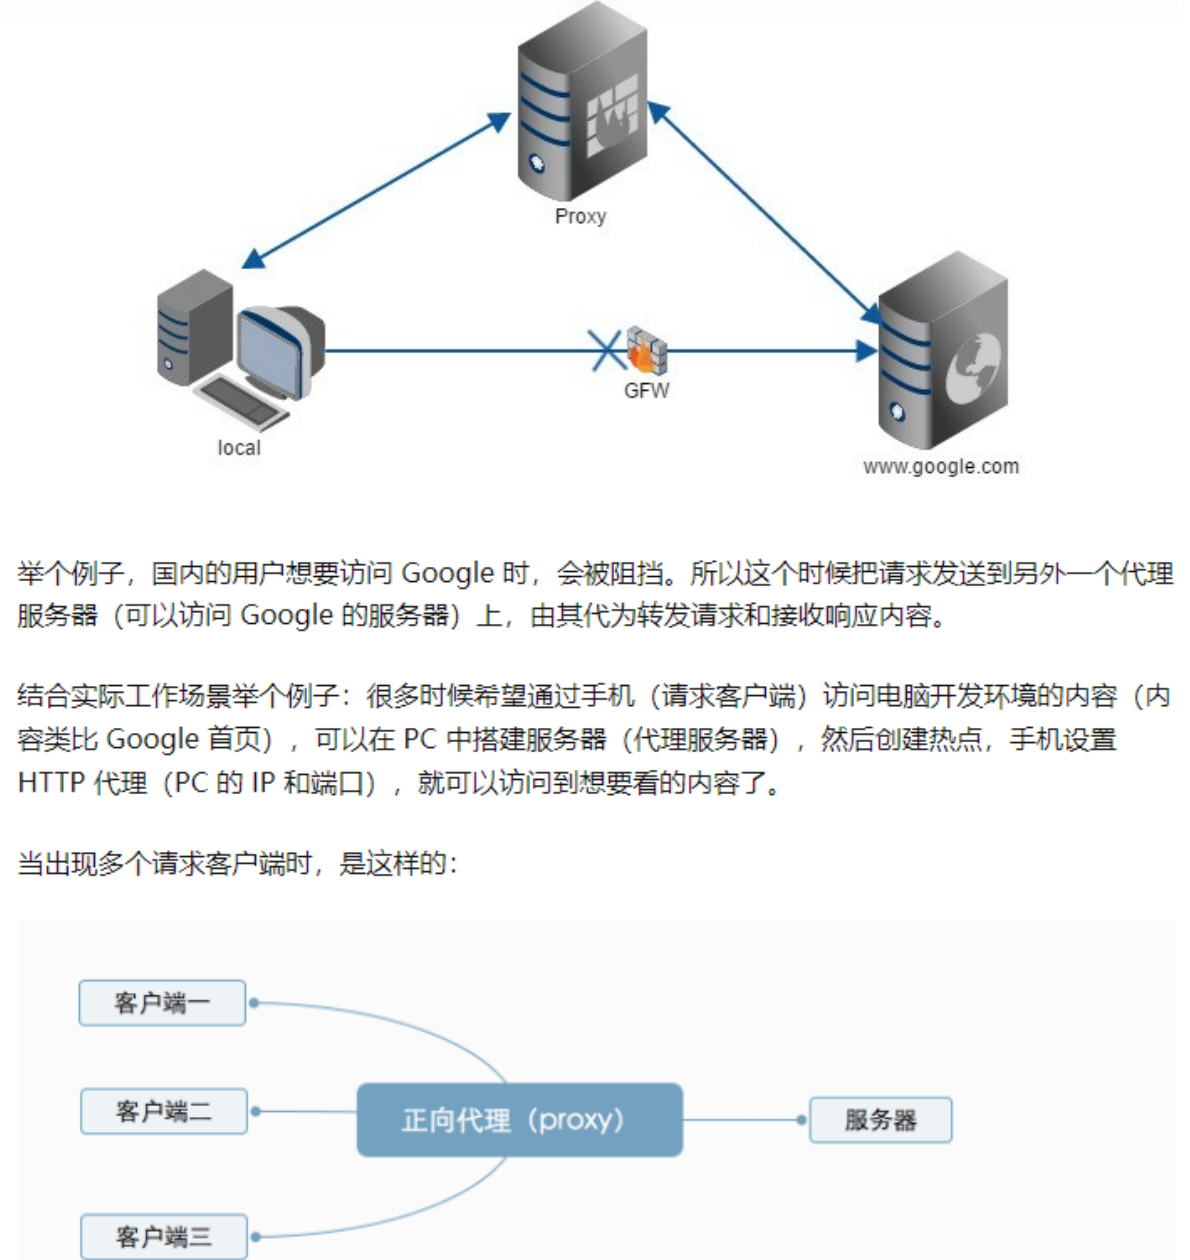 Proxy
GFW
local
www.google.com
举个例子，国内的用户想要访问 Google 时，会被阻挡。所以这个时候把请求发送到另外一个代理
服务器（可以访问 Google 的服务器）上，由其代为转发请求和接收响应内容。
结合实际工作场景举个例子：很多时候希望通过手机（请求客户端）访问电脑开发环境的内容（内
容类比 Google 首页），可以在 PC 中搭建服务器（代理服务器），然后创建热点，手机设置
HTTP 代理（PC 的 IP 和端口），就可以访问到想要看的内容了。
当出现多个请求客户端时，是这样的：
客户端一
客户端二
正向代理（proxy）
服务器
客户端三